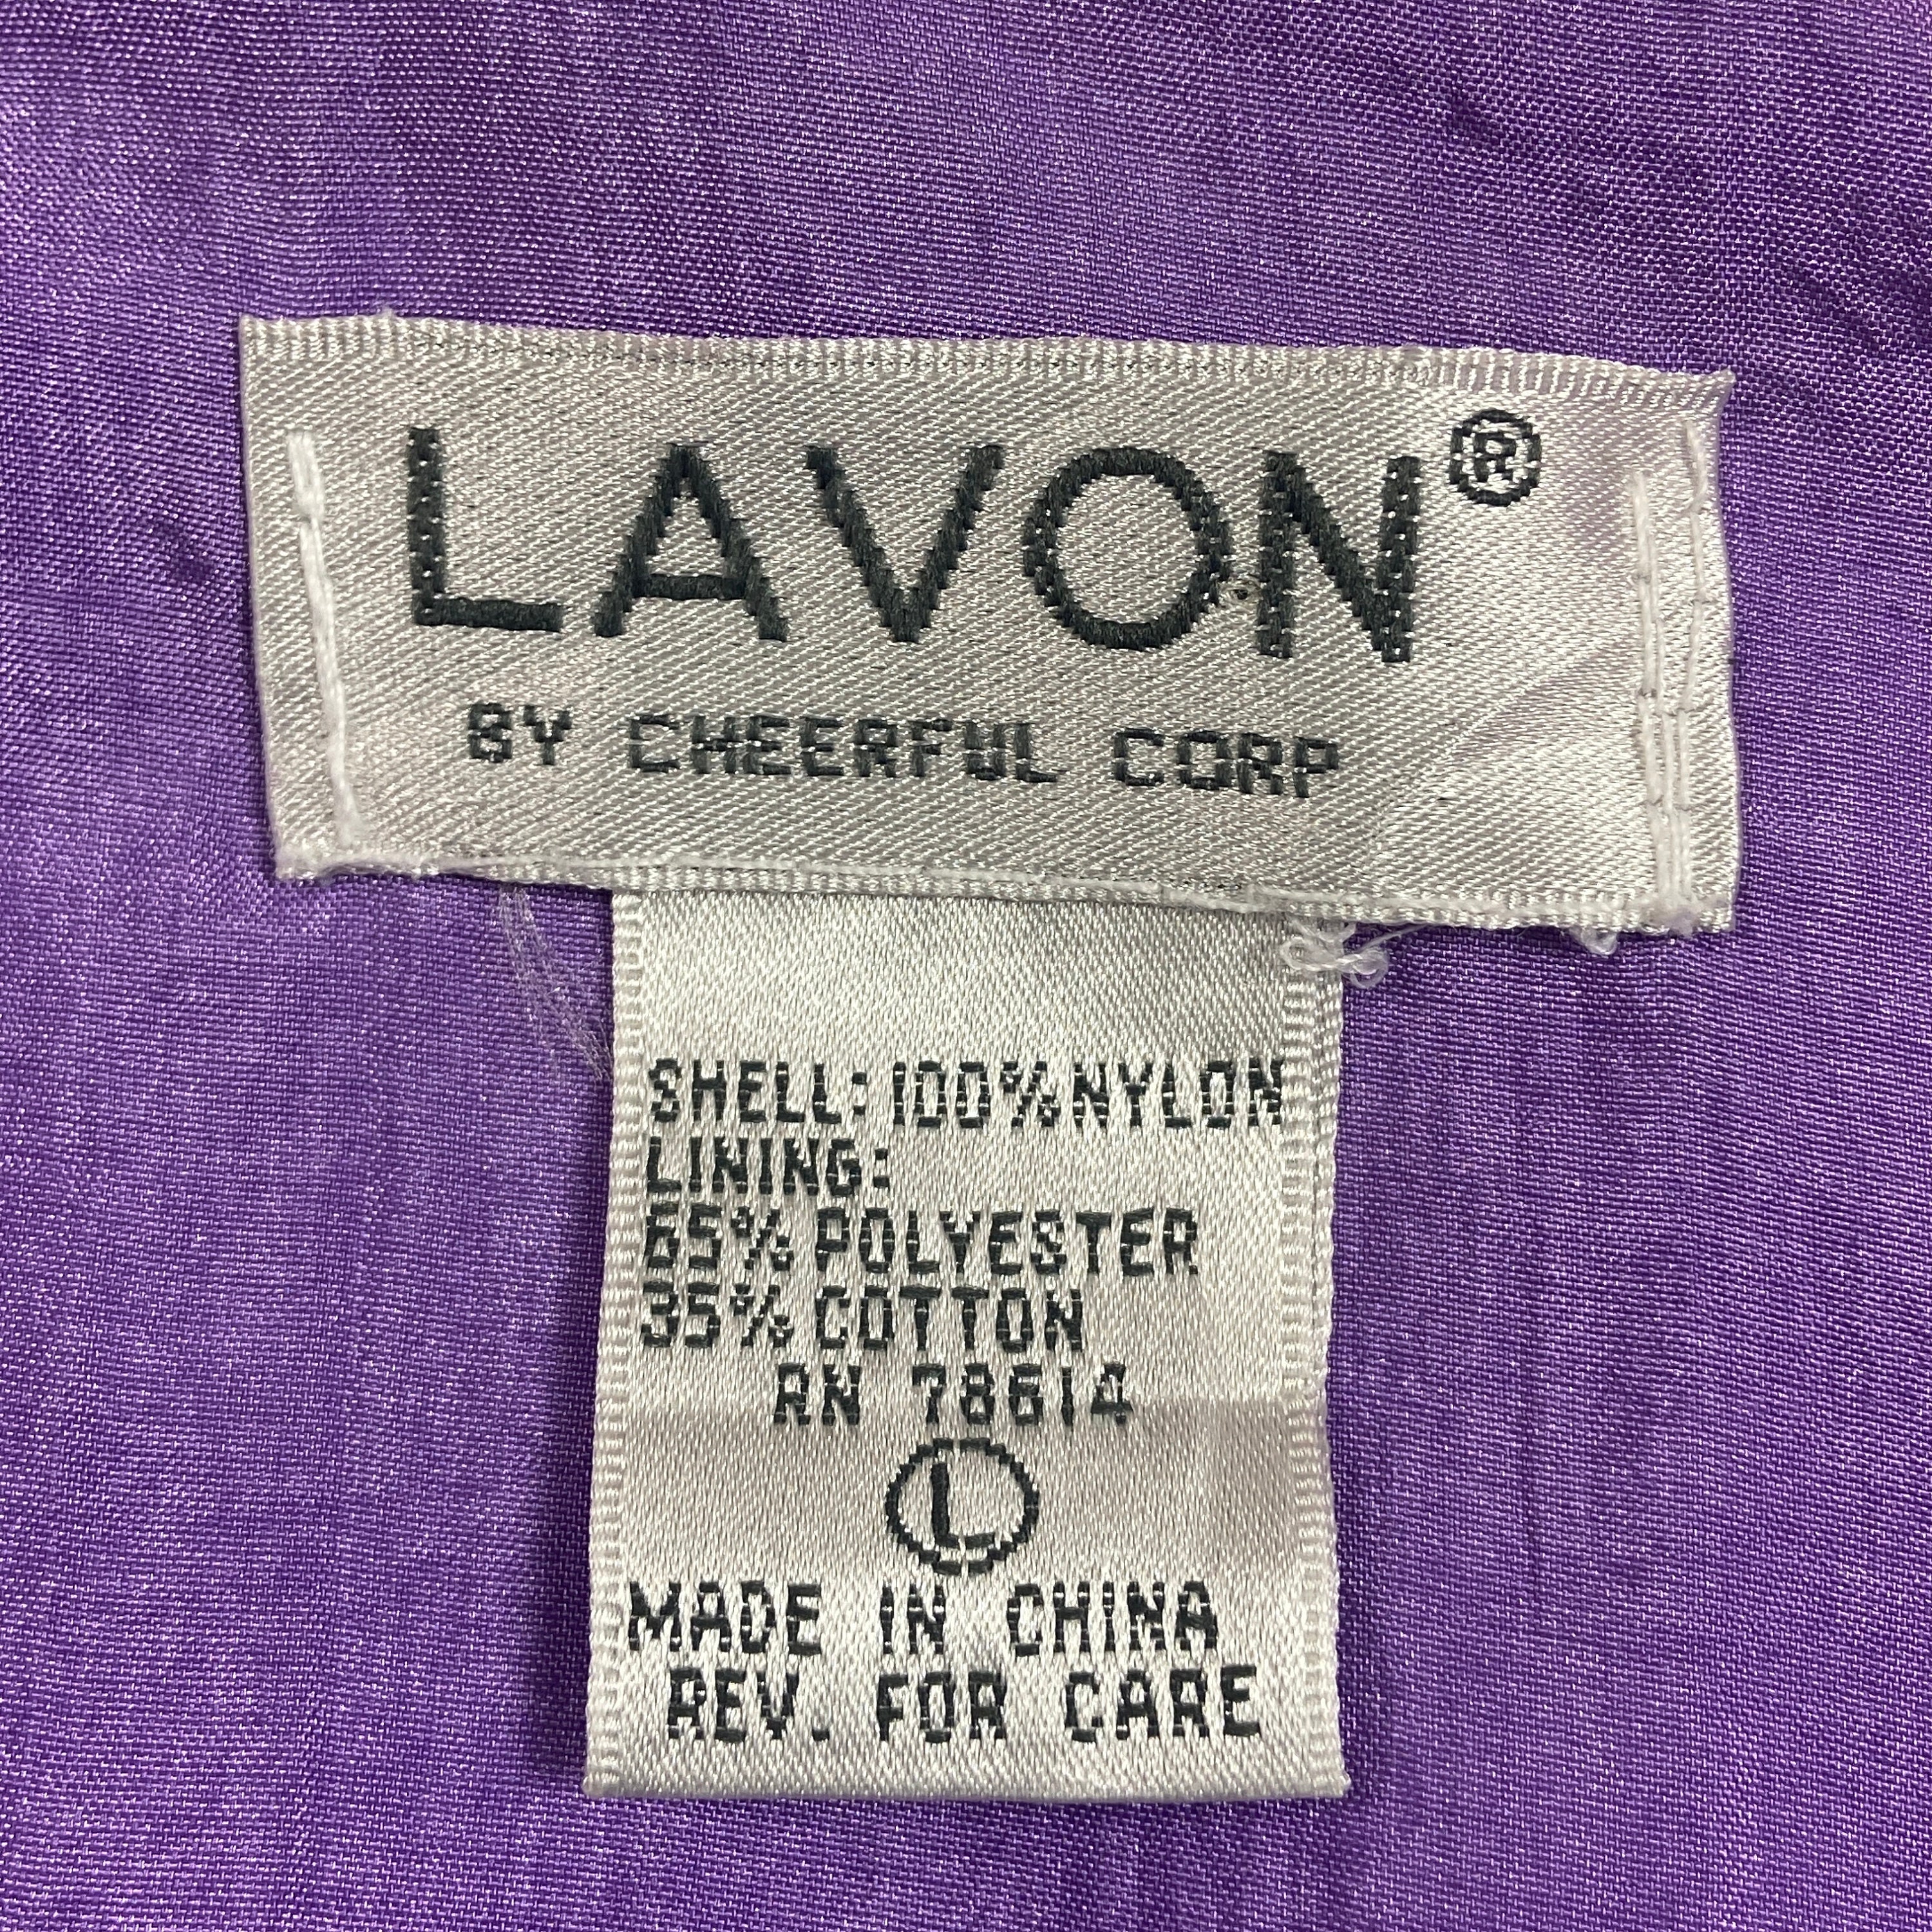 LAVON®
BY CHEERFUL CORP
SHELL: 100% NYLON
LINING:
65% POLYESTER
35% COTTON
RN 78614
L
MADE IN CHINA
REV. FOR CARE